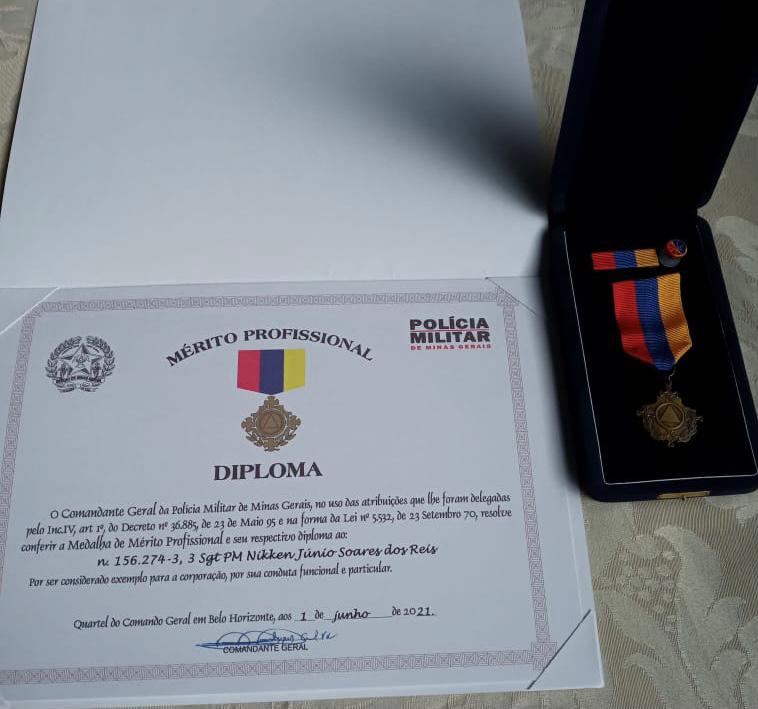 MÉRITO PROFISSIONAL
POLÍCIA
MILITAR
DE MINAS GERAIS
DIPLOMA
O Comandante Geral da Polícia Militar de Minas Gerais, no uso das atribuições que lhe foram delegadas
pelo Inc.IV, art 1º, do Decreto nº 36.885, de 23 de Maio 95 e na forma da Lei nº 5.532, de 23 Setembro 70, resolve
conferir a Medalha de Mérito Profissional e seu respectivo diploma ao:
n. 156.274-3, 3 Sgt PM Nikken Júnio Soares dos Reis
Por ser considerado exemplo para a corporação, por sua conduta funcional e particular.
Quartel do Comando Geral em Belo Horizonte, aos 1 de junho de 2021.
COMANDANTE GERAL